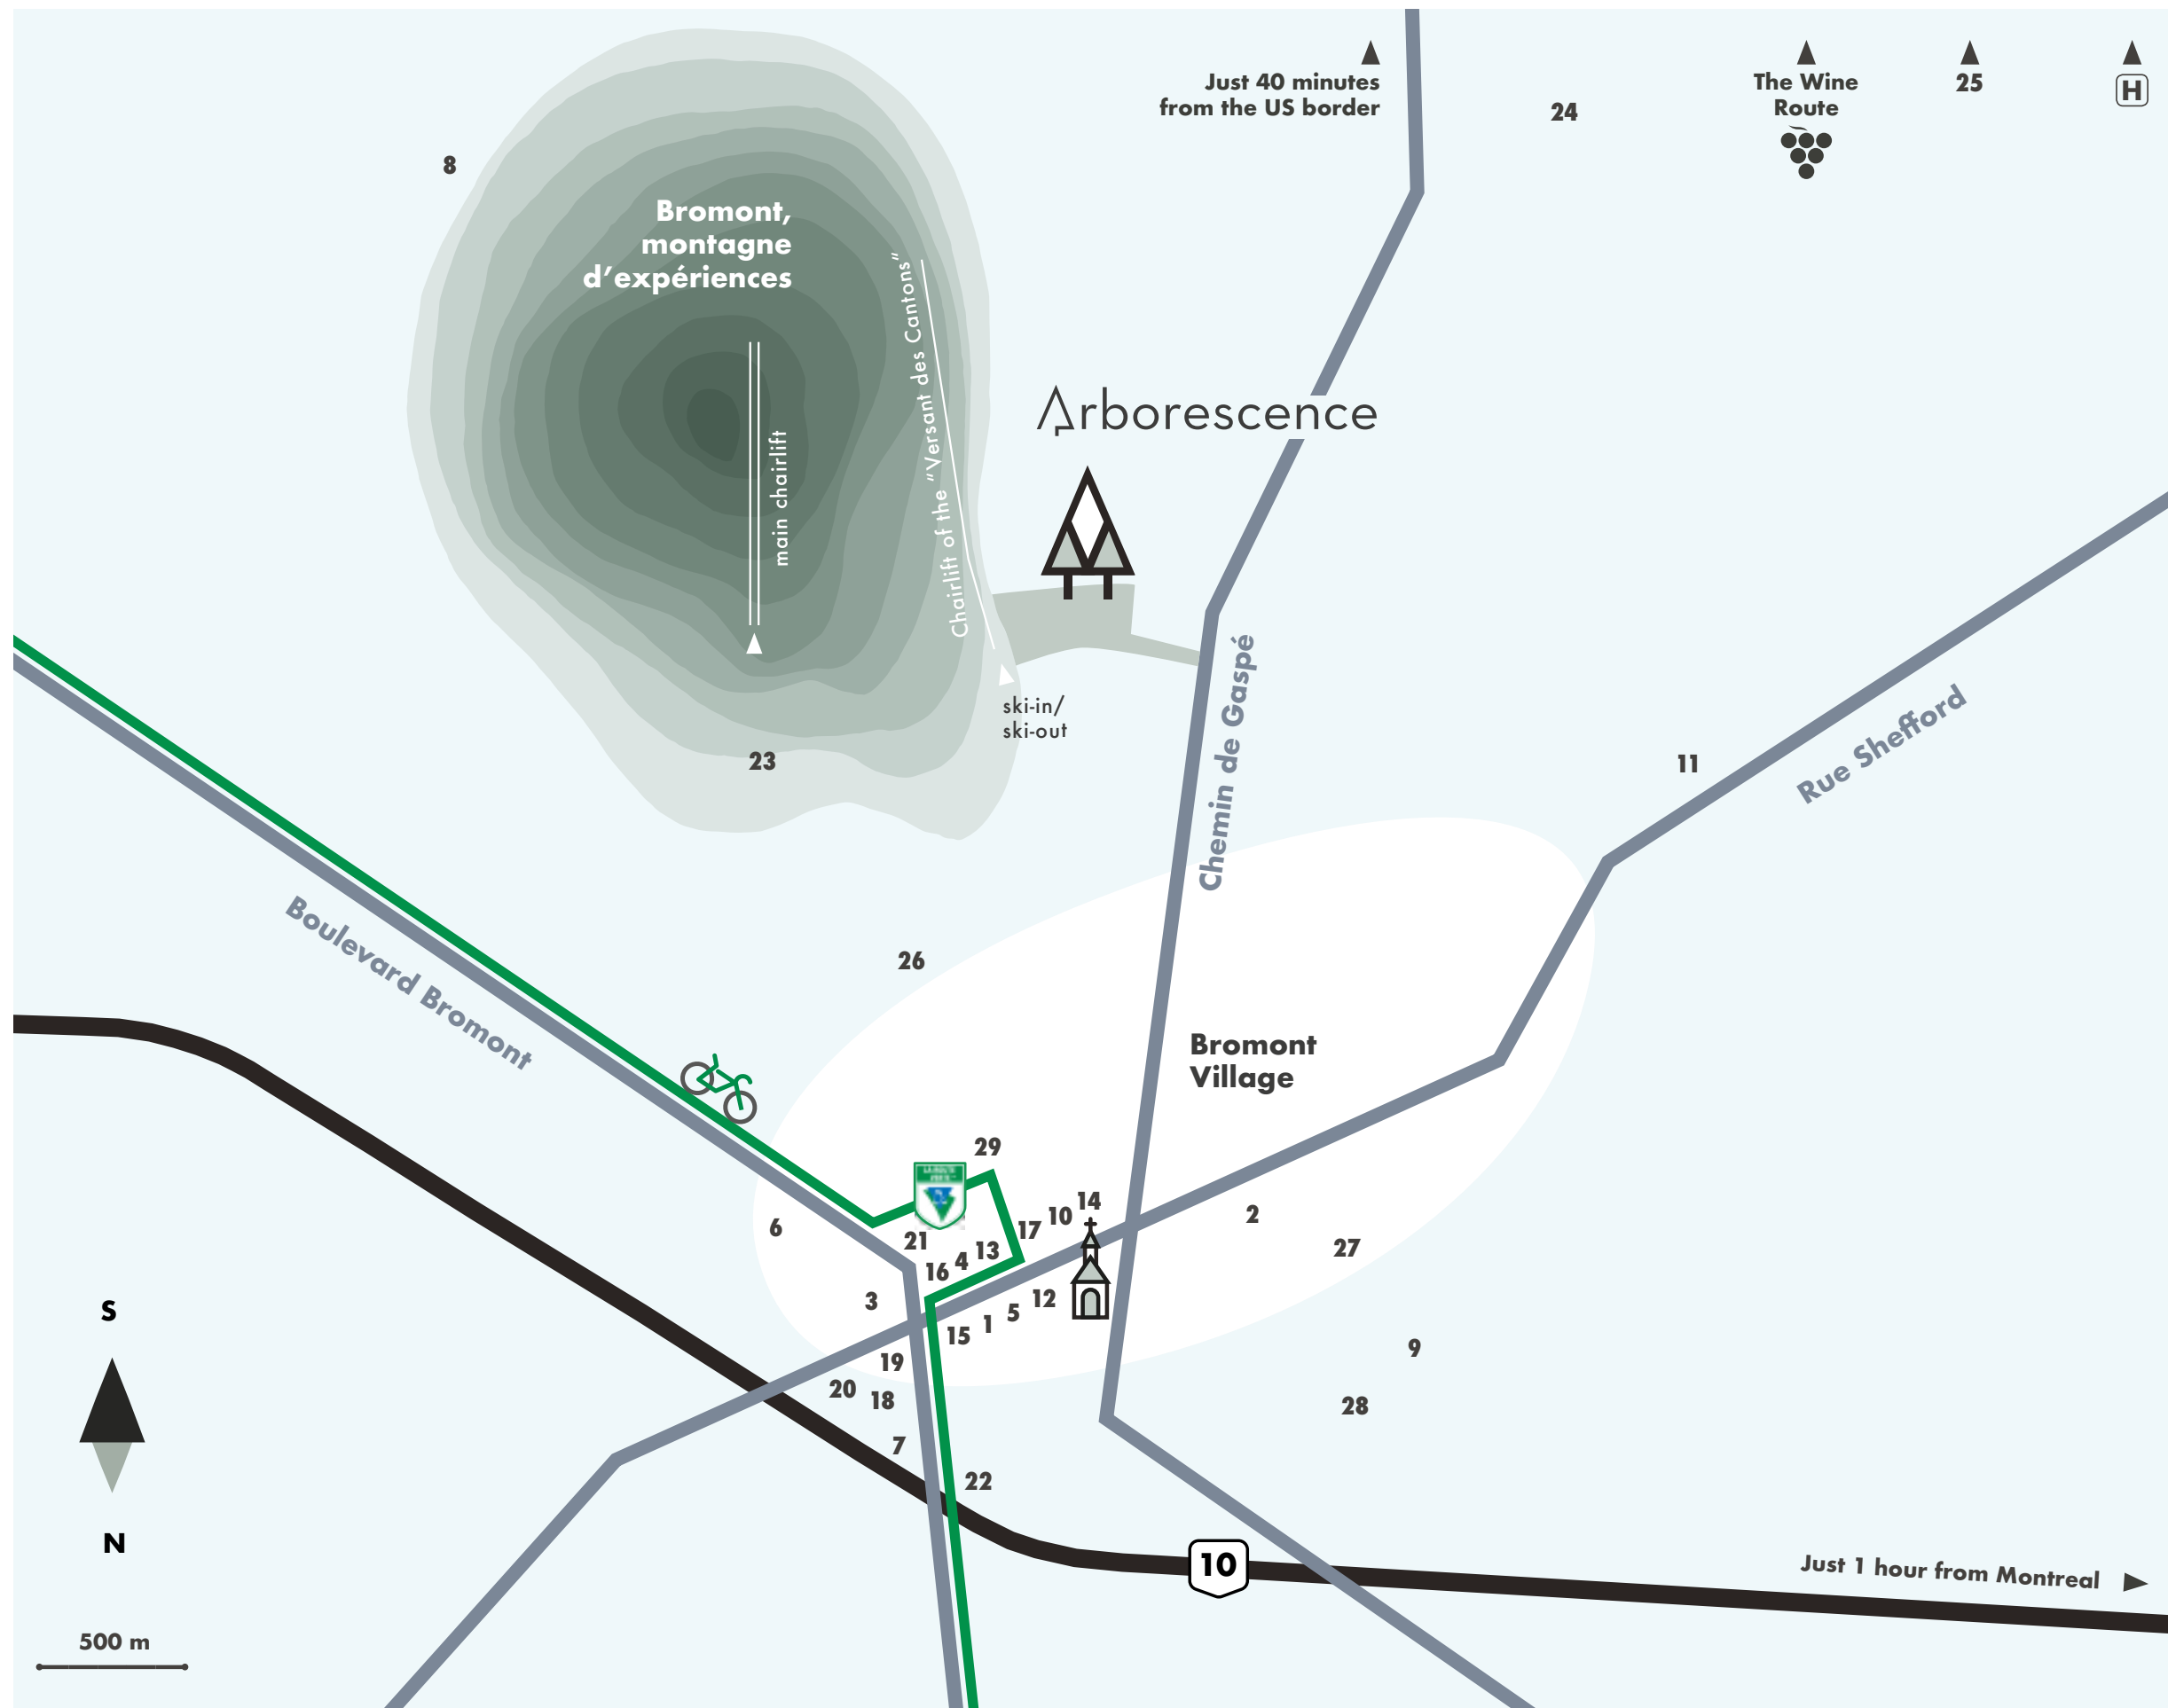 Just 40 minutes
from the US border
24
The Wine
Route
25
H
8
Bromont,
montagne
d’expériences
Chairlift of the “Versant des Cantons”
main chairlift
Arborescence
ski-in/
ski-out
Chemin de Gaspé
Rue Shefford
11
23
Boulevard Bromont
26
Bromont
Village
29
14
10
17
2
6
21
13
4
16
27
3
12
5
1
15
19
9
20
18
28
7
22
S
N
10
Just 1 hour from Montreal
500 m